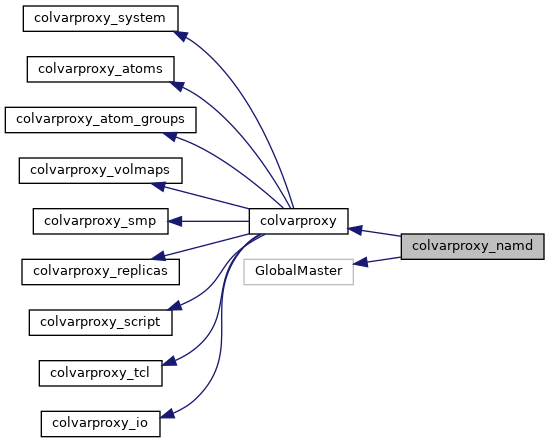 colvarproxy_system
colvarproxy_atoms
colvarproxy_atom_groups
colvarproxy_volmaps
colvarproxy_smp
colvarproxy_replicas
colvarproxy_script
colvarproxy_tcl
colvarproxy_io
colvarproxy
GlobalMaster
colvarproxy_namd